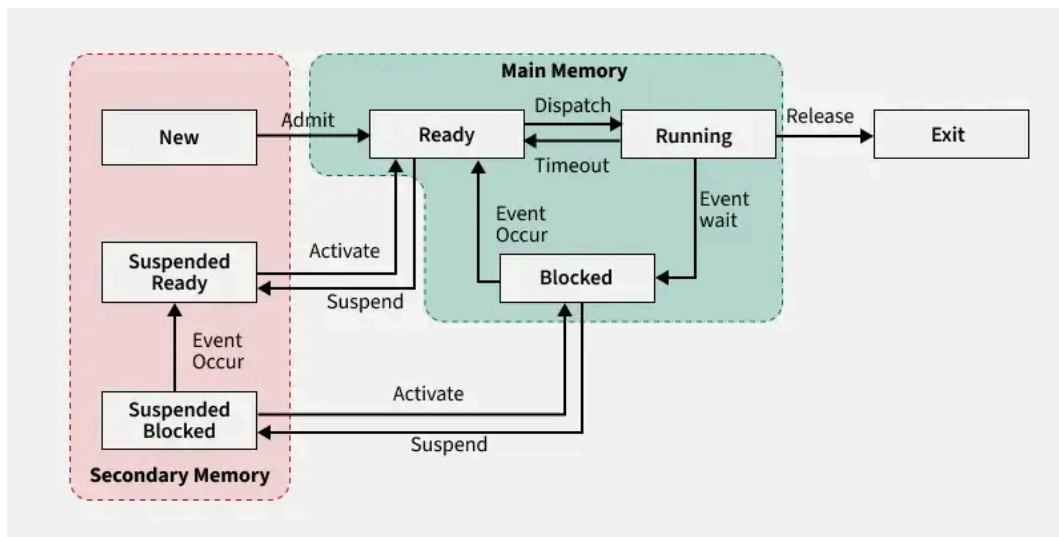 Main Memory
New
Admit
Ready
Dispatch
Timeout
Running
Release
Exit
Event
wait
Event
Occur
Blocked
Suspended
Ready
Activate
Suspend
Event
Occur
Suspended
Blocked
Activate
Suspend
Secondary Memory